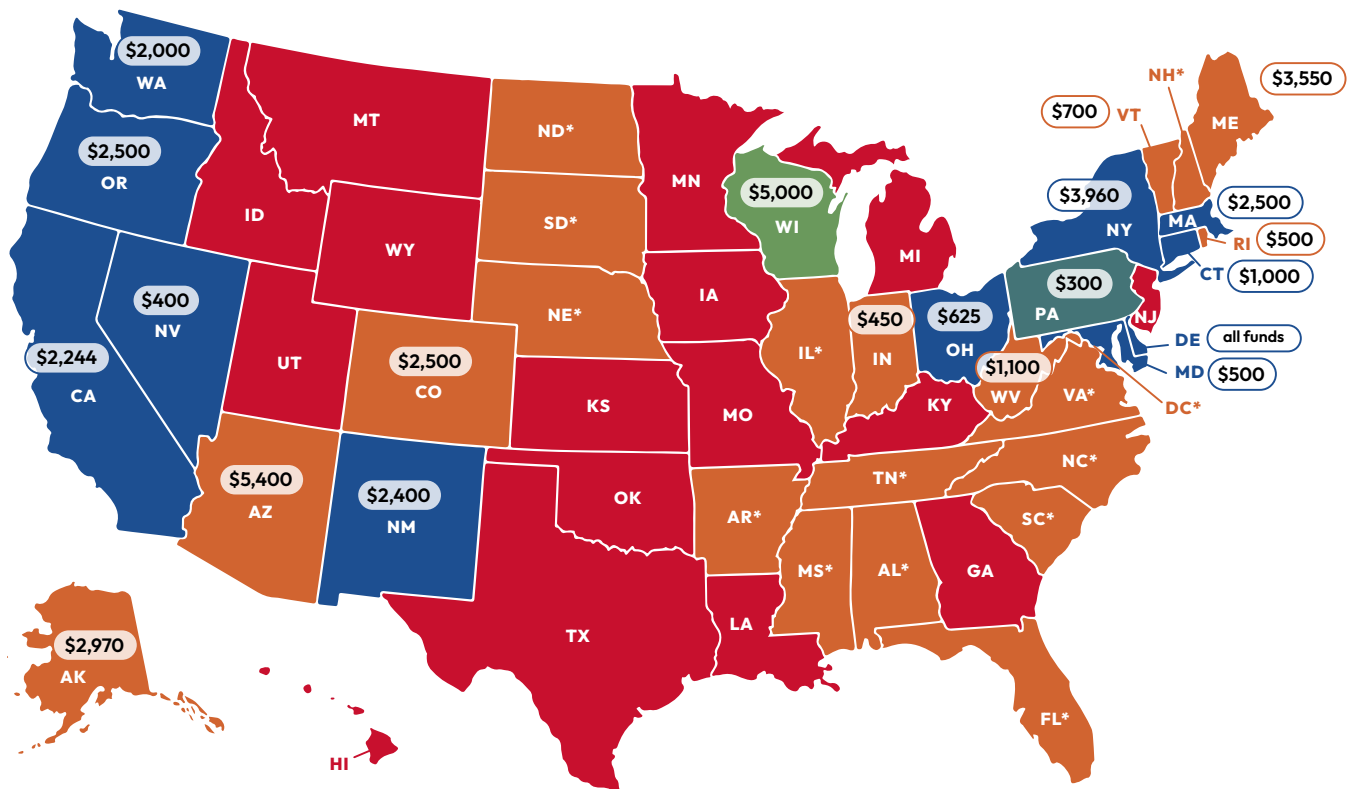 $2,000
WA
MT
ND*
MN
NH*
$3,550
$700
VT
ME
$2,500
OR
ID
WY
SD*
$5,000
WI
MI
$3,960
NY
MA
$2,500
RI
$500
CT
$1,000
$400
NV
UT
$2,500
CO
NE*
IA
IL*
$450
IN
$625
OH
$300
PA
NJ
DE
all funds
MD
$500
DC*
$2,244
CA
KS
MO
KY
$1,100
WV
VA*
$5,400
AZ
$2,400
NM
OK
AR*
TN*
NC*
SC*
MS*
AL*
GA
TX
LA
FL*
$2,970
AK
HI